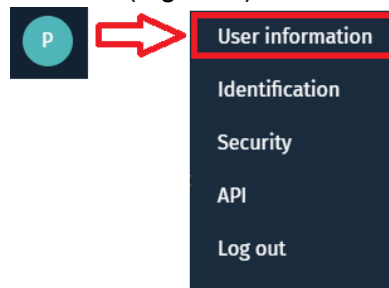 P
User information
Identification
Security
API
Log out